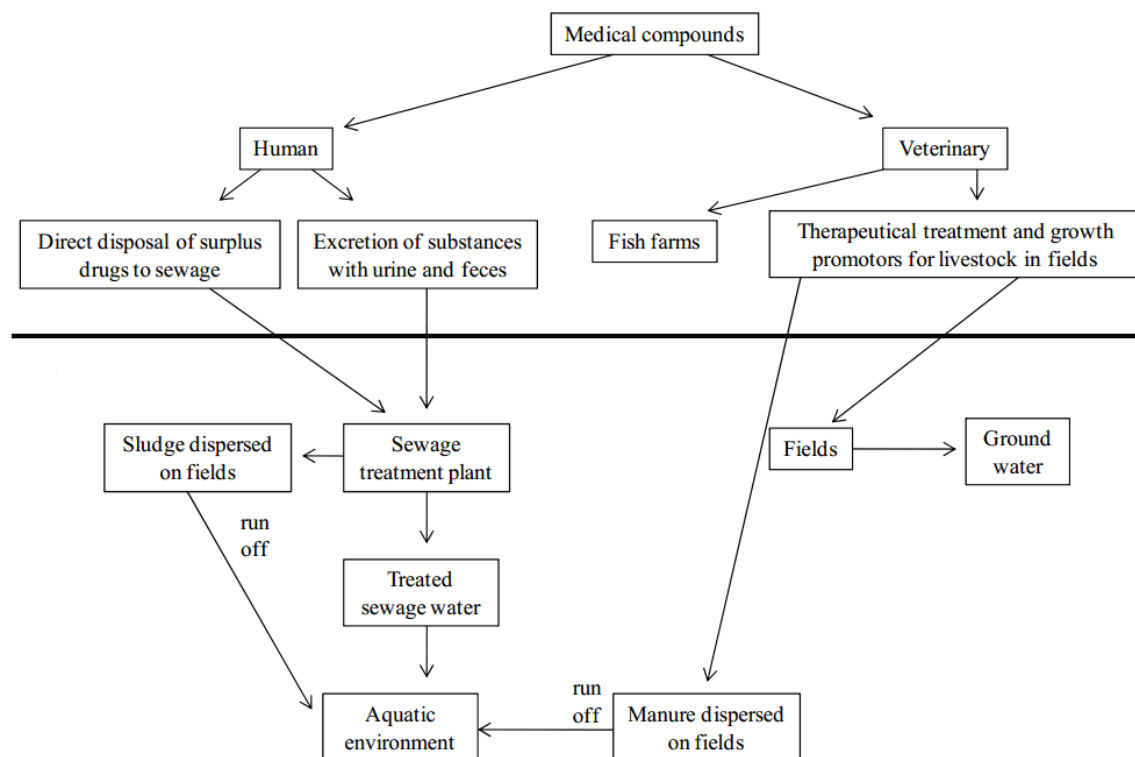 Medical compounds
Human
Veterinary
Direct disposal of surplus
drugs to sewage
Excretion of substances
with urine and feces
Fish farms
Therapeutical treatment and growth
promotors for livestock in fields
Sludge dispersed
on fields
Sewage
treatment plant
Fields
Ground
water
run
off
Treated
sewage water
Aquatic
environment
run
off
Manure dispersed
on fields